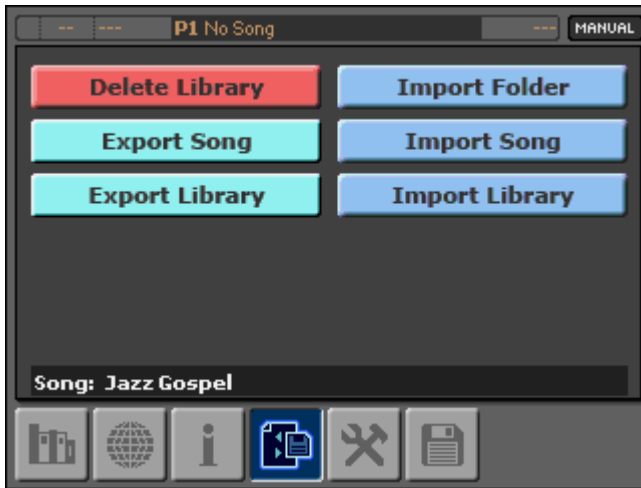 -- --- P1 No Song --- MANUAL
Delete Library Import Folder
Export Song Import Song
Export Library Import Library
Song: Jazz Gospel